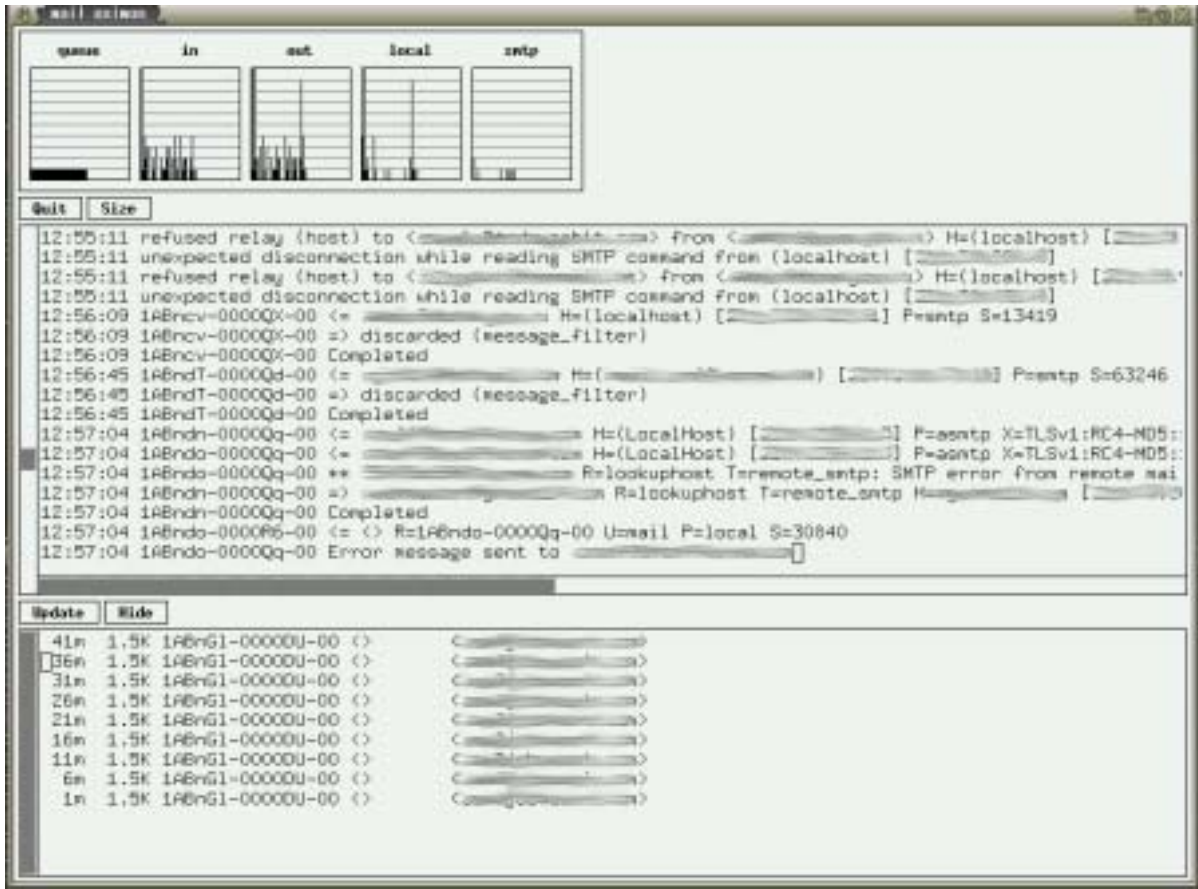 mail eximon
queue in out local smtp
Quit Size
12:55:11 refused relay (host) to < > from < > H=(localhost) [
12:55:11 unexpected disconnection while reading SMTP command from (localhost) [ ]
12:55:11 refused relay (host) to < > from < > H=(localhost) [
12:55:11 unexpected disconnection while reading SMTP command from (localhost) [ ]
12:56:09 1ABncv-0000QX-00 <= H=(localhost) [ ] P=smtp S=13419
12:56:09 1ABncv-0000QX-00 => discarded (message_filter)
12:56:09 1ABncv-0000QX-00 Completed
12:56:45 1ABndT-0000Qd-00 <= H=( ) [ ] P=smtp S=63246
12:56:45 1ABndT-0000Qd-00 => discarded (message_filter)
12:56:45 1ABndT-0000Qd-00 Completed
12:57:04 1ABndn-0000Qq-00 <= H=(LocalHost) [ ] P=asmtp X=TLSv1:RC4-MD5:
12:57:04 1ABndo-0000Qq-00 <= H=(LocalHost) [ ] P=asmtp X=TLSv1:RC4-MD5:
12:57:04 1ABndo-0000Qq-00 ** R=lookuphost T=remote_smtp: SMTP error from remote mai
12:57:04 1ABndn-0000Qq-00 => R=lookuphost T=remote_smtp H= [
12:57:04 1ABndn-0000Qq-00 Completed
12:57:04 1ABndo-0000R6-00 <= <> R=1ABndo-0000Qq-00 U=mail P=local S=30840
12:57:04 1ABndo-0000Qq-00 Error message sent to
Update Hide
41m 1.5K 1ABnGl-0000DU-00 <> < >
36m 1.5K 1ABnGl-0000DU-00 <> < >
31m 1.5K 1ABnGl-0000DU-00 <> < >
26m 1.5K 1ABnGl-0000DU-00 <> < >
21m 1.5K 1ABnGl-0000DU-00 <> < >
16m 1.5K 1ABnGl-0000DU-00 <> < >
11m 1.5K 1ABnGl-0000DU-00 <> < >
6m 1.5K 1ABnGl-0000DU-00 <> < >
1m 1.5K 1ABnGl-0000DU-00 <> < >